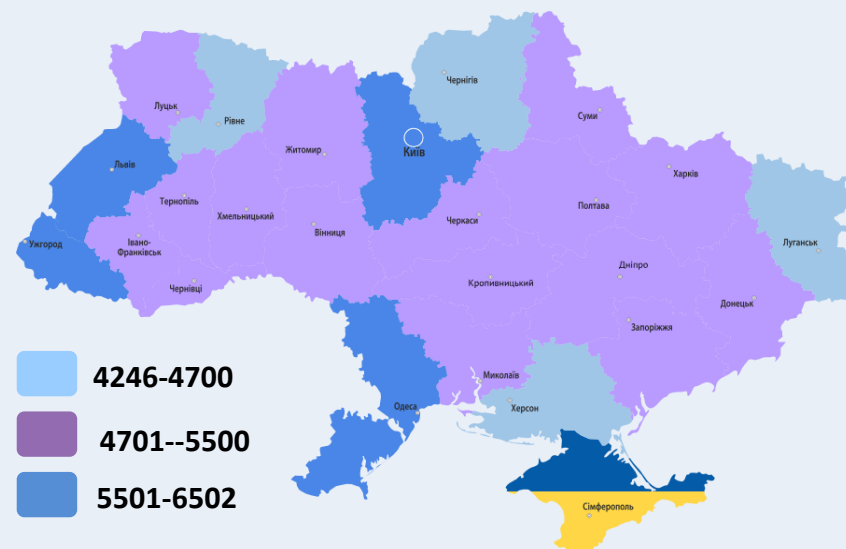 Чернігів
Луцьк
Рівне
Суми
Київ
Житомир
Львів
Харків
Тернопіль
Хмельницький
Полтава
Черкаси
Вінниця
Ужгород
Івано-
Франківськ
Луганськ
Дніпро
Чернівці
Кропивницький
Донецьк
Запоріжжя
Миколаїв
Одеса
Херсон
Сімферополь
4246-4700
4701--5500
5501-6502